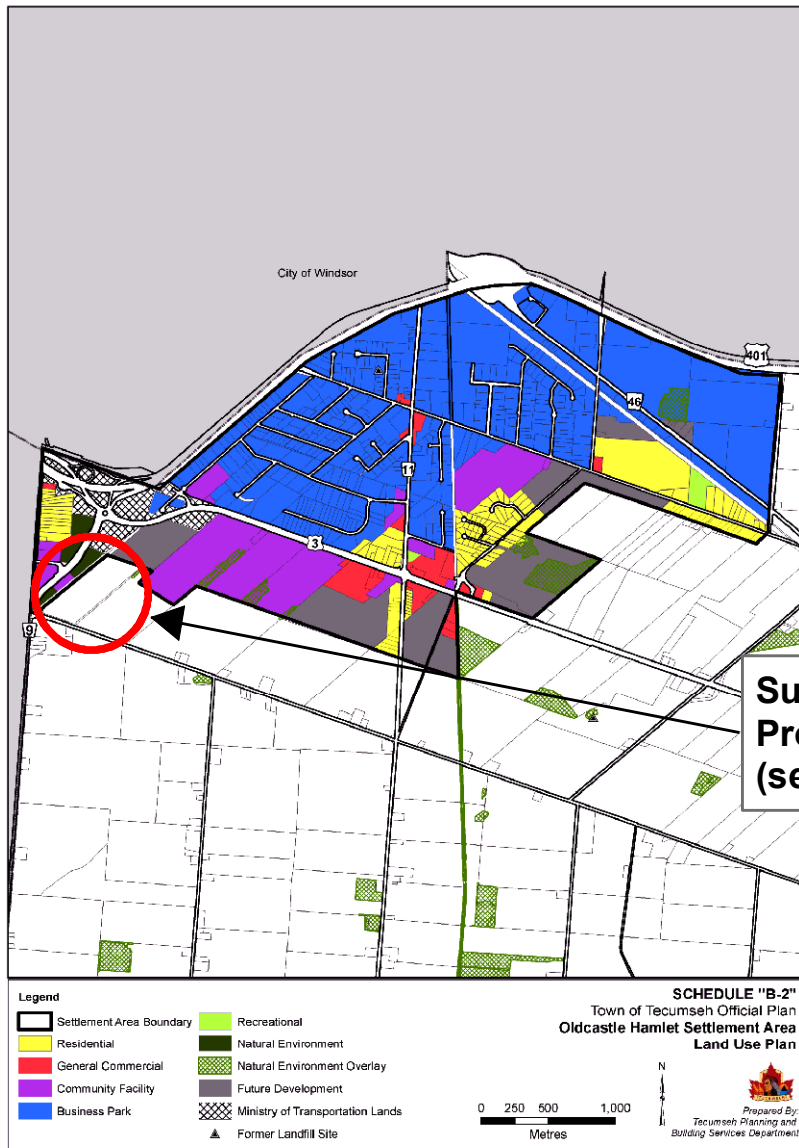 City of Windsor
401
46
11
3
9
Su
Pro
(se
Legend
Settlement Area Boundary
Residential
General Commercial
Community Facility
Business Park
Recreational
Natural Environment
Natural Environment Overlay
Future Development
Ministry of Transportation Lands
Former Landfill Site
0 250 500 1,000
Metres
SCHEDULE "B-2"
Town of Tecumseh Official Plan
Oldcastle Hamlet Settlement Area
Land Use Plan
N
Prepared By:
Tecumseh Planning and
Building Services Department